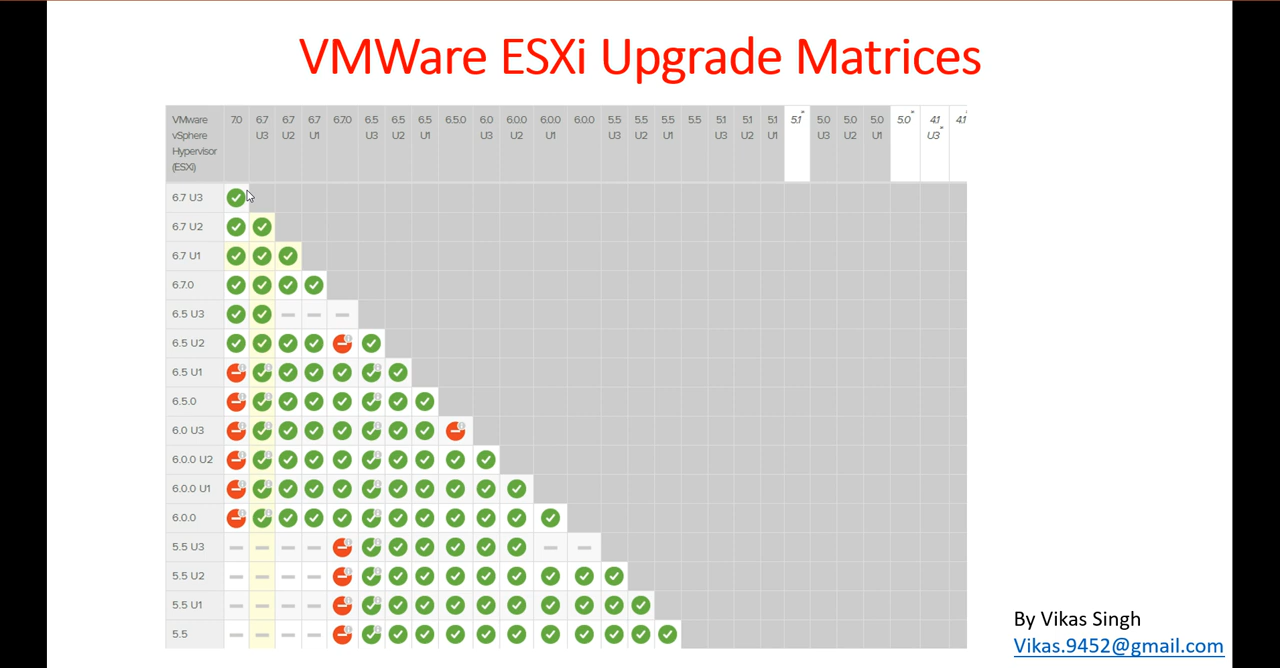 VMWare ESXi Upgrade Matrices
VMware vSphere Hypervisor (ESXi) 7.0 6.7 U3 6.7 U2 6.7 U1 6.7.0 6.5 U3 6.5 U2 6.5 U1 6.5.0 6.0 U3 6.0.0 U2 6.0.0 U1 6.0.0 5.5 U3 5.5 U2 5.5 U1 5.5 5.1 U3 5.1 U2 5.1 U1 5.1* 5.0 U3 5.0 U2 5.0 U1 5.0* 4.1 U3* 4.1
6.7 U3
6.7 U2
6.7 U1
6.7.0
6.5 U3
6.5 U2
6.5 U1
6.5.0
6.0 U3
6.0.0 U2
6.0.0 U1
6.0.0
5.5 U3
5.5 U2
5.5 U1
5.5
By Vikas Singh
Vikas.9452@gmail.com